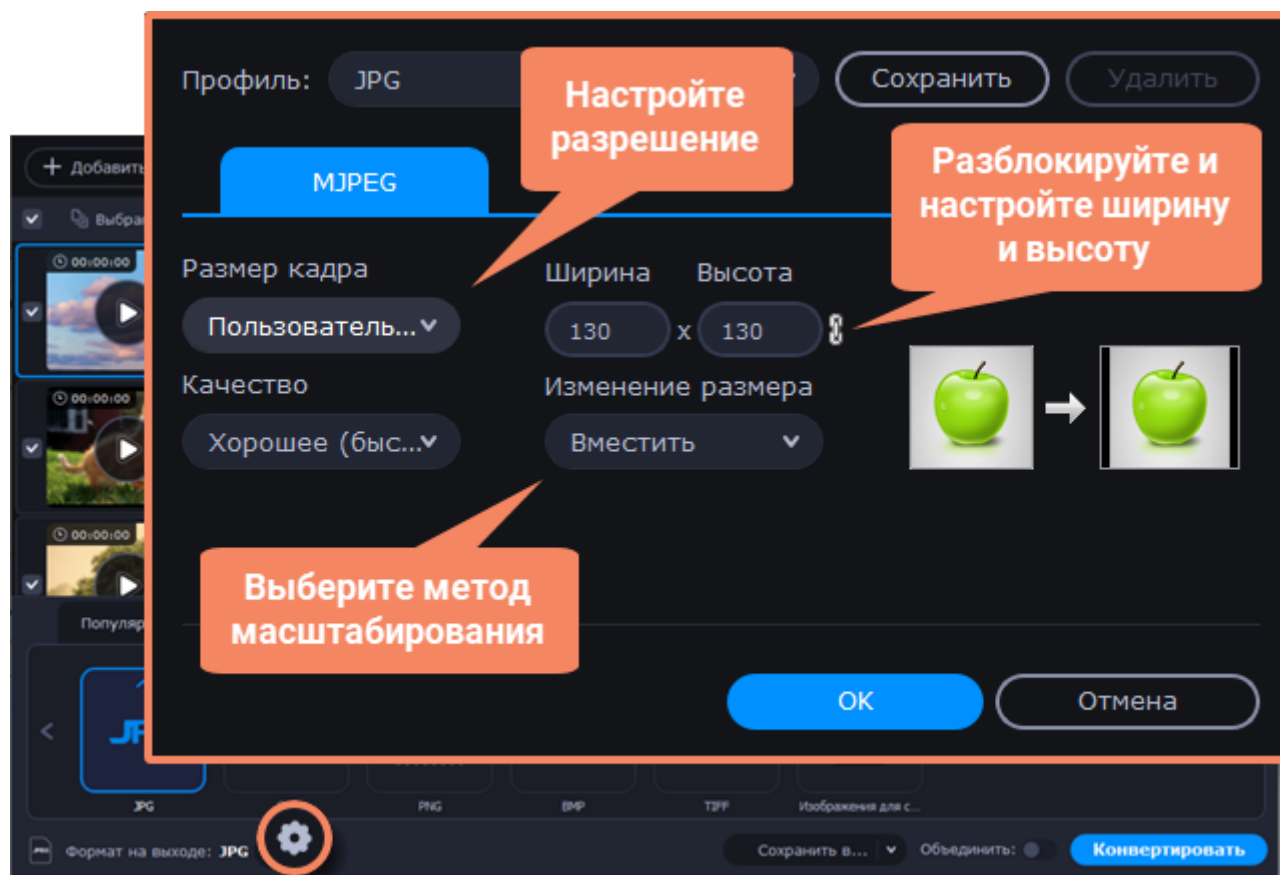 Профиль:
JPG
Сохранить
Удалить
Настройте
разрешение
Разблокируйте и
настройте ширину
и высоту
+ Добавить
MJPEG
Выбра
00:00:00
Размер кадра
Ширина
Высота
Пользователь...
130 x 130
Качество
Изменение размера
00:00:00
Хорошее (быс...
Вместить
00:00:00
Выберите метод
масштабирования
Популяр
OK
Отмена
JPG
PNG
BMP
TIFF
Изображения для с...
Формат на выходе: JPG
Сохранить в...
Объединить:
Конвертировать